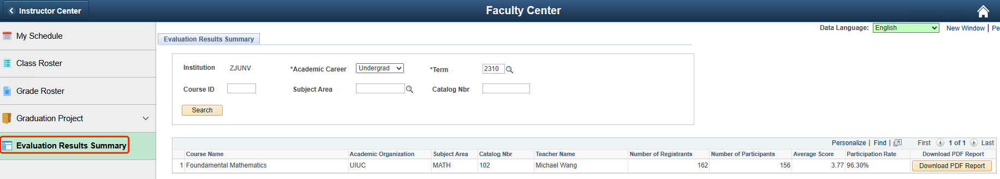 Instructor Center
Faculty Center
My Schedule
Class Roster
Grade Roster
Graduation Project
Evaluation Results Summary
Data Language: English New Window | Pe
Evaluation Results Summary
Institution ZJUNV *Academic Career Undergrad *Term 2310
Course ID Subject Area Catalog Nbr
Search
Personalize | Find | First 1 of 1 Last
Course Name Academic Organization Subject Area Catalog Nbr Teacher Name Number of Registrants Number of Participants Average Score Participation Rate Download PDF Report
1 Foundamental Mathematics UIUC MATH 102 Michael Wang 162 156 3.77 96.30% Download PDF Report